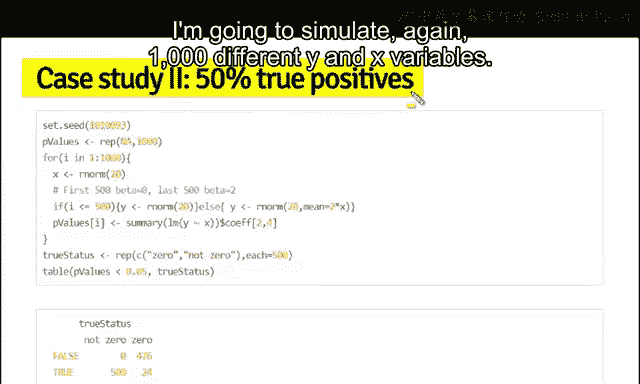 I'm going to simulate, again,
1,000 different y and x variables.
Case study II: 50% true positives
set.seed(1010093)
pValues <- rep(NA,1000)
for(i in 1:1000){
x <- rnorm(20)
# First 500 beta=0, last 500 beta=2
if(i <= 500){y <- rnorm(20)}else{ y <- rnorm(20,mean=2*x)}
pValues[i] <- summary(lm(y ~ x))$coeff[2,4]
}
trueStatus <- rep(c("zero","not zero"),each=500)
table(pValues < 0.05, trueStatus)
trueStatus
not zero zero
FALSE 0 476
TRUE 500 24